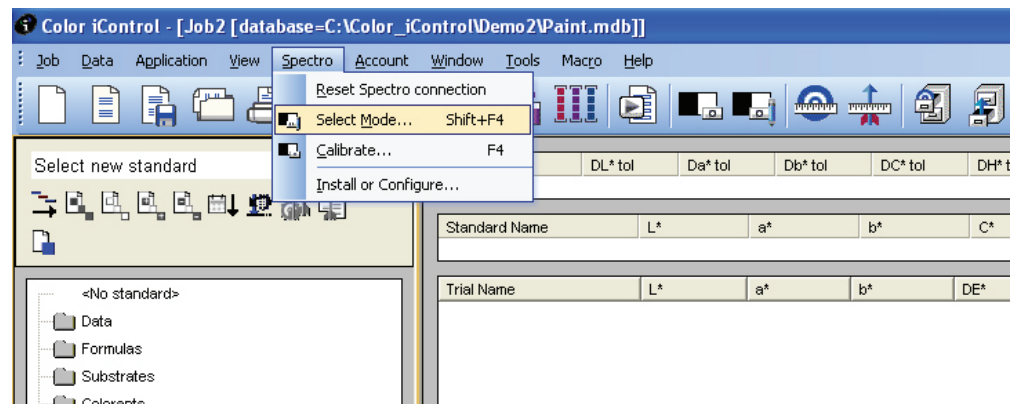 Color iControl - [Job2 [database=C:\Color_iControl\Demo2\Paint.mdb]]
Job Data Application View Spectro Account Window Tools Macro Help
Reset Spectro connection
Select Mode... Shift+F4
Calibrate... F4
Install or Configure...
Select new standard
DL* tol Da* tol Db* tol DC* tol DH* t
Standard Name L* a* b* C*
Trial Name L* a* b* DE*
<No standard>
Data
Formulas
Substrates
Colorants